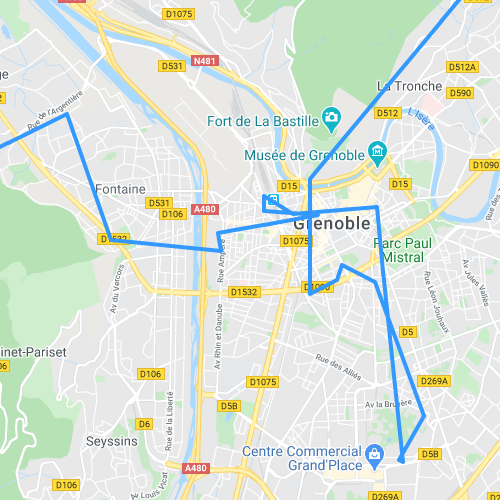 D1075
D106
D512
D531
N481
D512A
La Tronche
D590
Rue de l'Argentière
Fort de La Bastille
D512
L'Isère
Musée de Grenoble
D1090
D15
D15
Fontaine
D531
D106
A480
Grenoble
D1532
D1075
Parc Paul
Mistral
Rue Ampère
Av du Vercors
D1532
D1090
Rue Léon Jouhaux
Av Jules Vallès
Av Rhin et Danube
D5
inet-Pariset
Rue des Alliés
D106
D1075
D269A
Rue de la Liberté
D5B
Av la Bruyère
D6
Seyssins
Centre Commercial
Grand'Place
D5B
A480
Av Louis Vicat
D106
D269A